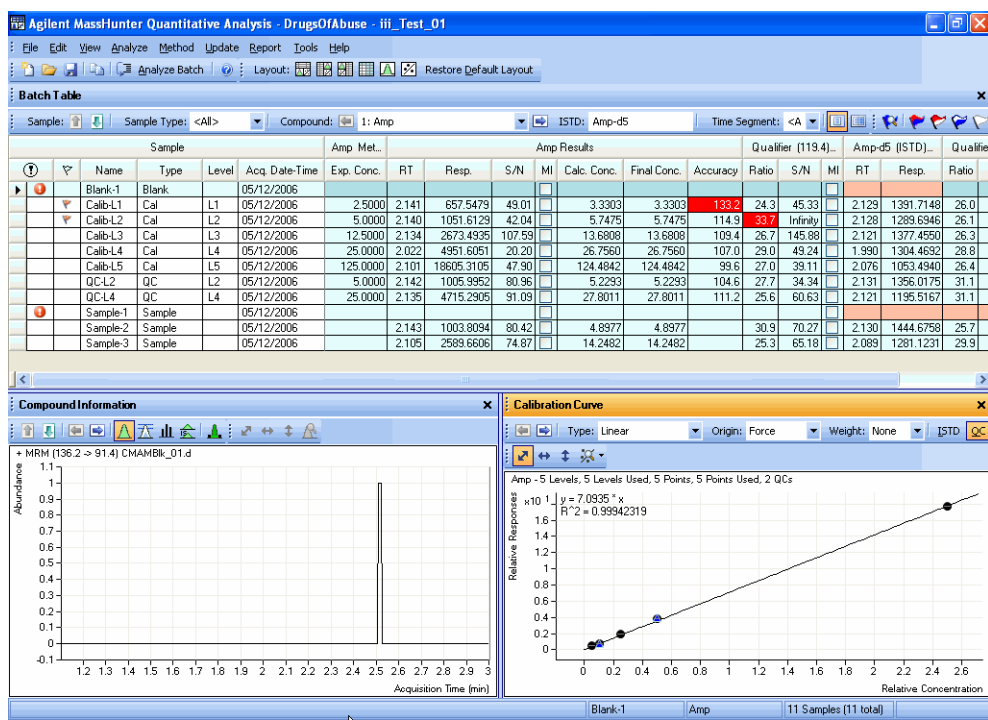 Agilent MassHunter Quantitative Analysis - DrugsOfAbuse - iii_Test_01
File Edit View Analyze Method Update Report Tools Help
Analyze Batch Layout: Restore Default Layout
Batch Table
Sample: Sample Type: <All> Compound: 1: Amp ISTD: Amp-d5 Time Segment: <A
Sample Amp Met... Amp Results Qualifier (119.4)... Amp-d5 (ISTD)... Qualifie
Name Type Level Acq. Date-Time Exp. Conc. RT Resp. S/N MI Calc. Conc. Final Conc. Accuracy Ratio S/N MI RT Resp. Ratio
Blank-1 Blank 05/12/2006
Calib-L1 Cal L1 05/12/2006 2.5000 2.141 657.5479 49.01 3.3303 3.3303 133.2 24.3 45.33 2.129 1391.7148 26.0
Calib-L2 Cal L2 05/12/2006 5.0000 2.140 1051.6129 42.04 5.7475 5.7475 114.9 33.7 Infinity 2.128 1289.6946 26.1
Calib-L3 Cal L3 05/12/2006 12.5000 2.134 2673.4935 107.59 13.6808 13.6808 109.4 26.7 145.88 2.121 1377.4550 26.3
Calib-L4 Cal L4 05/12/2006 25.0000 2.022 4951.6051 20.20 26.7560 26.7560 107.0 29.0 49.24 1.990 1304.4692 28.8
Calib-L5 Cal L5 05/12/2006 125.0000 2.101 18605.3105 47.90 124.4842 124.4842 99.6 27.0 39.11 2.076 1053.4940 26.4
QC-L2 QC L2 05/12/2006 5.0000 2.142 1005.9952 80.96 5.2293 5.2293 104.6 27.7 34.34 2.131 1356.0175 31.1
QC-L4 QC L4 05/12/2006 25.0000 2.135 4715.2905 91.09 27.8011 27.8011 111.2 25.6 60.63 2.121 1195.5167 31.1
Sample-1 Sample 05/12/2006
Sample-2 Sample 05/12/2006 2.143 1003.8094 80.42 4.8977 4.8977 30.9 70.27 2.130 1444.6758 25.7
Sample-3 Sample 05/12/2006 2.105 2589.6606 74.87 14.2482 14.2482 25.3 65.18 2.089 1281.1231 29.9
Compound Information
+ MRM (136.2 -> 91.4) CMAMBlk_01.d
Abundance
1.1
1
0.9
0.8
0.7
0.6
0.5
0.4
0.3
0.2
0.1
0
-0.1
1.2 1.3 1.4 1.5 1.6 1.7 1.8 1.9 2 2.1 2.2 2.3 2.4 2.5 2.6 2.7 2.8 2.9 3
Acquisition Time (min)
Calibration Curve
Type: Linear Origin: Force Weight: None ISTD QC
Amp - 5 Levels, 5 Levels Used, 5 Points, 5 Points Used, 2 QCs
Relative Responses
x10 1
y = 7.0935 * x
R^2 = 0.99942319
1.6
1.4
1.2
1
0.8
0.6
0.4
0.2
0
0 0.2 0.4 0.6 0.8 1 1.2 1.4 1.6 1.8 2 2.2 2.4 2.6
Relative Concentration
Blank-1 Amp 11 Samples (11 total)